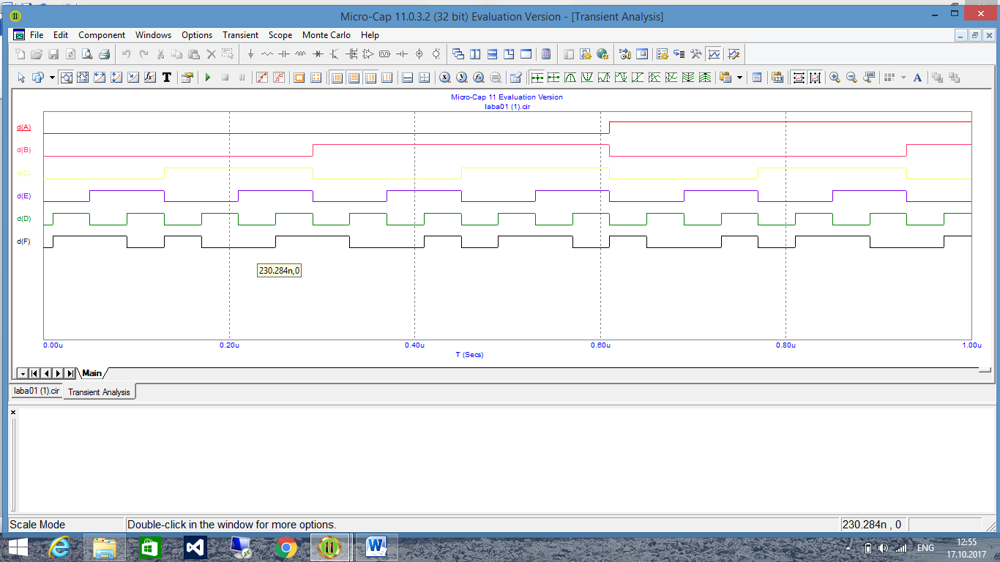 Micro-Cap 11.0.3.2 (32 bit) Evaluation Version - [Transient Analysis]
File Edit Component Windows Options Transient Scope Monte Carlo Help
Micro-Cap 11 Evaluation Version
laba01 (1).cir
d(A)
d(B)
d(C)
d(E)
d(D)
d(F)
230.284n,0
0.00u 0.20u 0.40u 0.60u 0.80u 1.00u
T (Secs)
Main
laba01 (1).cir Transient Analysis
Scale Mode Double-click in the window for more options. 230.284n , 0
ENG
12:55
17.10.2017